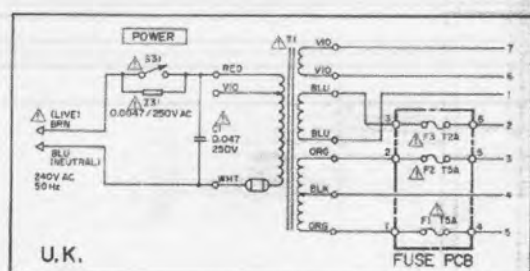 POWER
S31
Z31
0.0047/250V AC
(LIVE)
BRN
BLU
(NEUTRAL)
240V AC
50 Hz
RED
VIO
C1
0.047
250V
WHT
T1
VIO
VIO
BLU
BLU
ORG
BLK
ORG
7
6
1
3
F3 T2A
6
2
2
F2 T5A
5
3
4
1
F1 T5A
4
5
U.K.
FUSE PCB